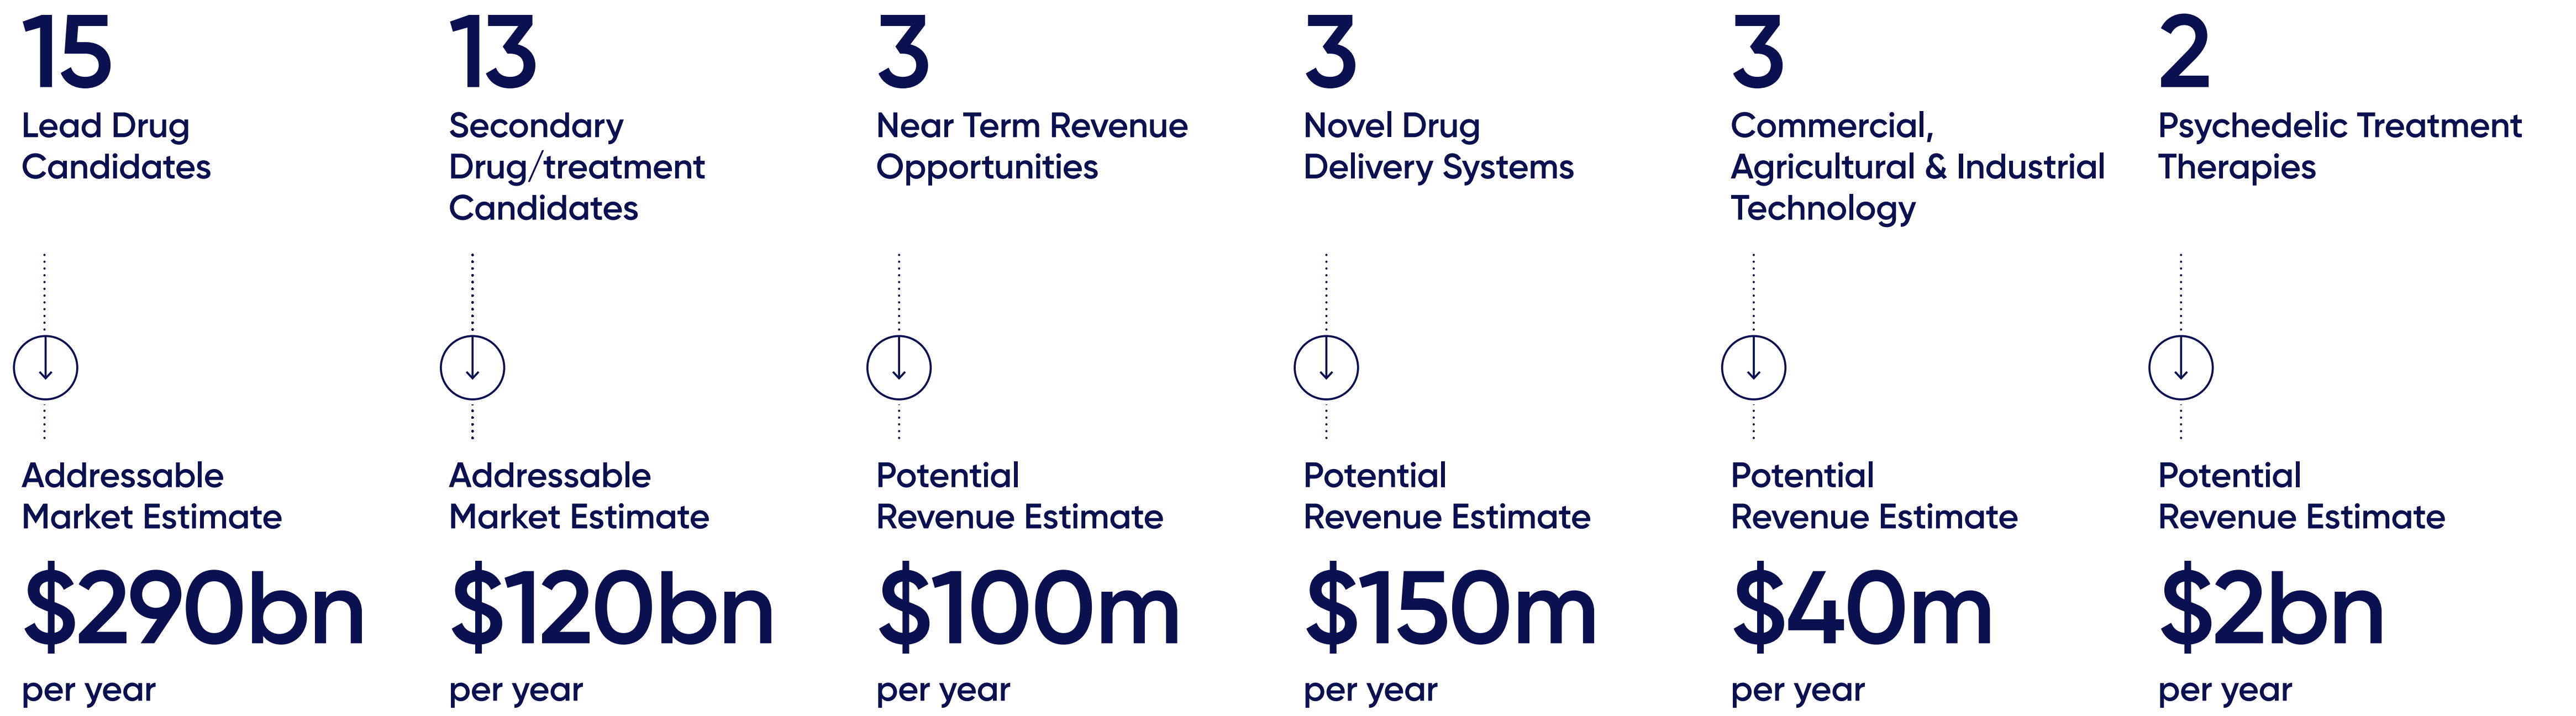 15
Lead Drug
Candidates
Addressable
Market Estimate
$290bn
per year
13
Secondary
Drug/treatment
Candidates
Addressable
Market Estimate
$120bn
per year
3
Near Term Revenue
Opportunities
Potential
Revenue Estimate
$100m
per year
3
Novel Drug
Delivery Systems
Potential
Revenue Estimate
$150m
per year
3
Commercial,
Agricultural & Industrial
Technology
Potential
Revenue Estimate
$40m
per year
2
Psychedelic Treatment
Therapies
Potential
Revenue Estimate
$2bn
per year